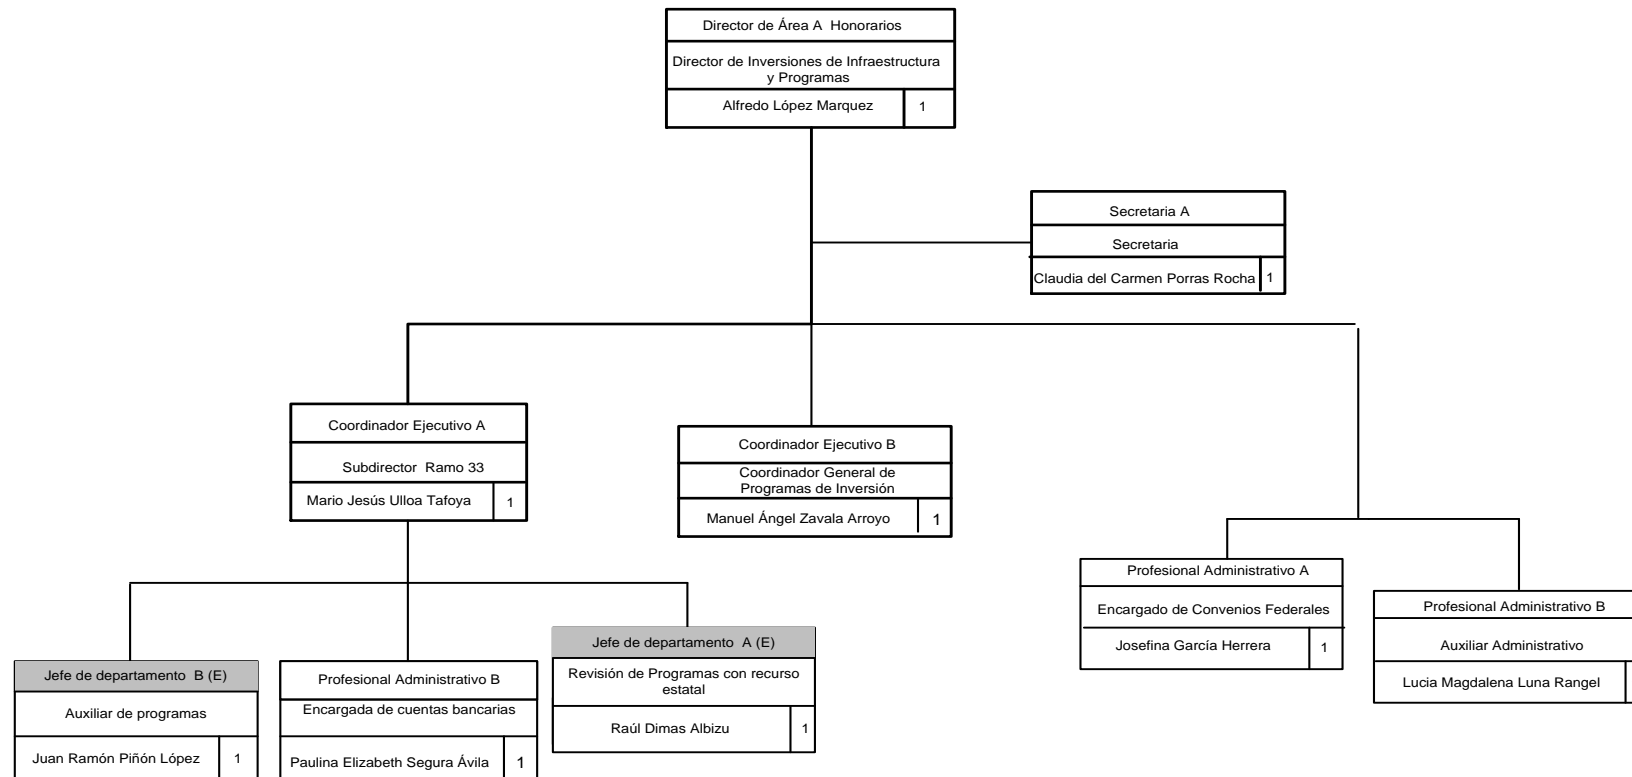 Director de Área A Honorarios
Director de Inversiones de Infraestructura
y Programas
Alfredo López Marquez 1
Secretaria A
Secretaria
Claudia del Carmen Porras Rocha 1
Coordinador Ejecutivo A
Subdirector Ramo 33
Mario Jesús Ulloa Tafoya 1
Coordinador Ejecutivo B
Coordinador General de
Programas de Inversión
Manuel Ángel Zavala Arroyo 1
Profesional Administrativo A
Encargado de Convenios Federales
Josefina García Herrera 1
Profesional Administrativo B
Auxiliar Administrativo
Lucia Magdalena Luna Rangel
Jefe de departamento B (E)
Auxiliar de programas
Juan Ramón Piñón López 1
Profesional Administrativo B
Encargada de cuentas bancarias
Paulina Elizabeth Segura Ávila 1
Jefe de departamento A (E)
Revisión de Programas con recurso
estatal
Raúl Dimas Albizu 1